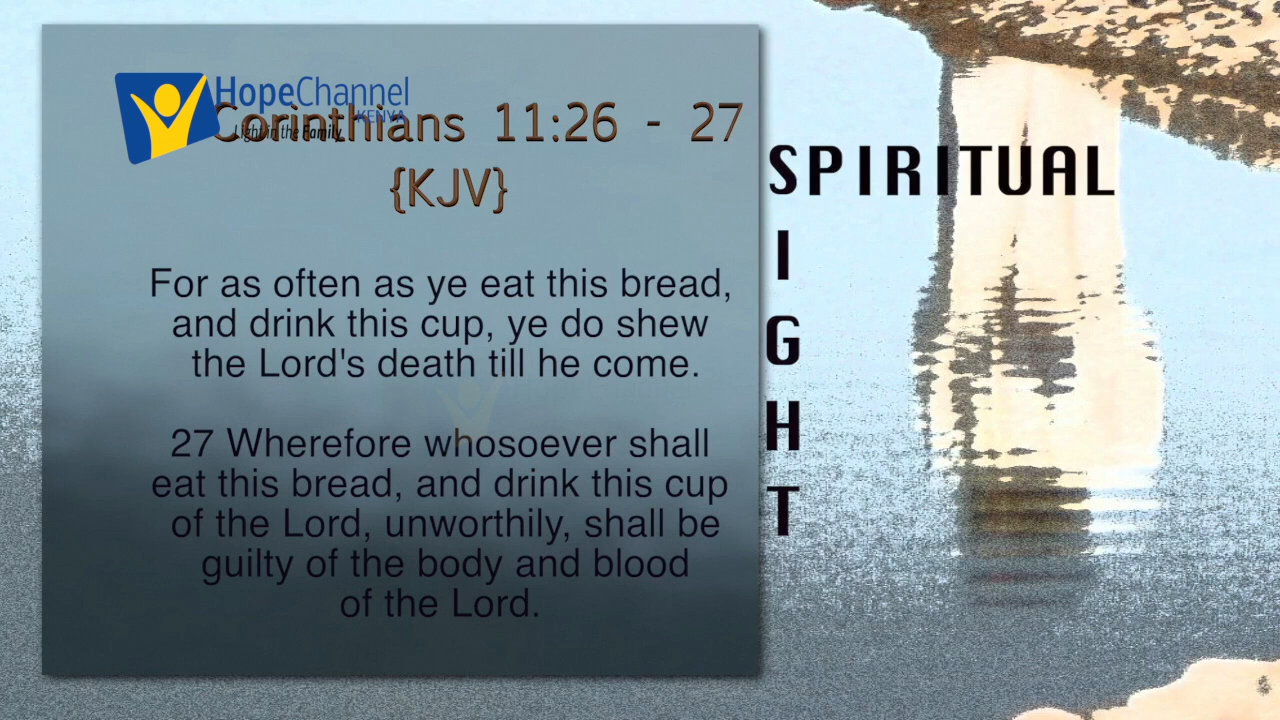 HopeChannel
KENYA
Light in the Family
Corinthians 11:26 - 27
{KJV}
For as often as ye eat this bread,
and drink this cup, ye do shew
the Lord's death till he come.
27 Wherefore whosoever shall
eat this bread, and drink this cup
of the Lord, unworthily, shall be
guilty of the body and blood
of the Lord.
SPIRITUAL
I
G
H
T